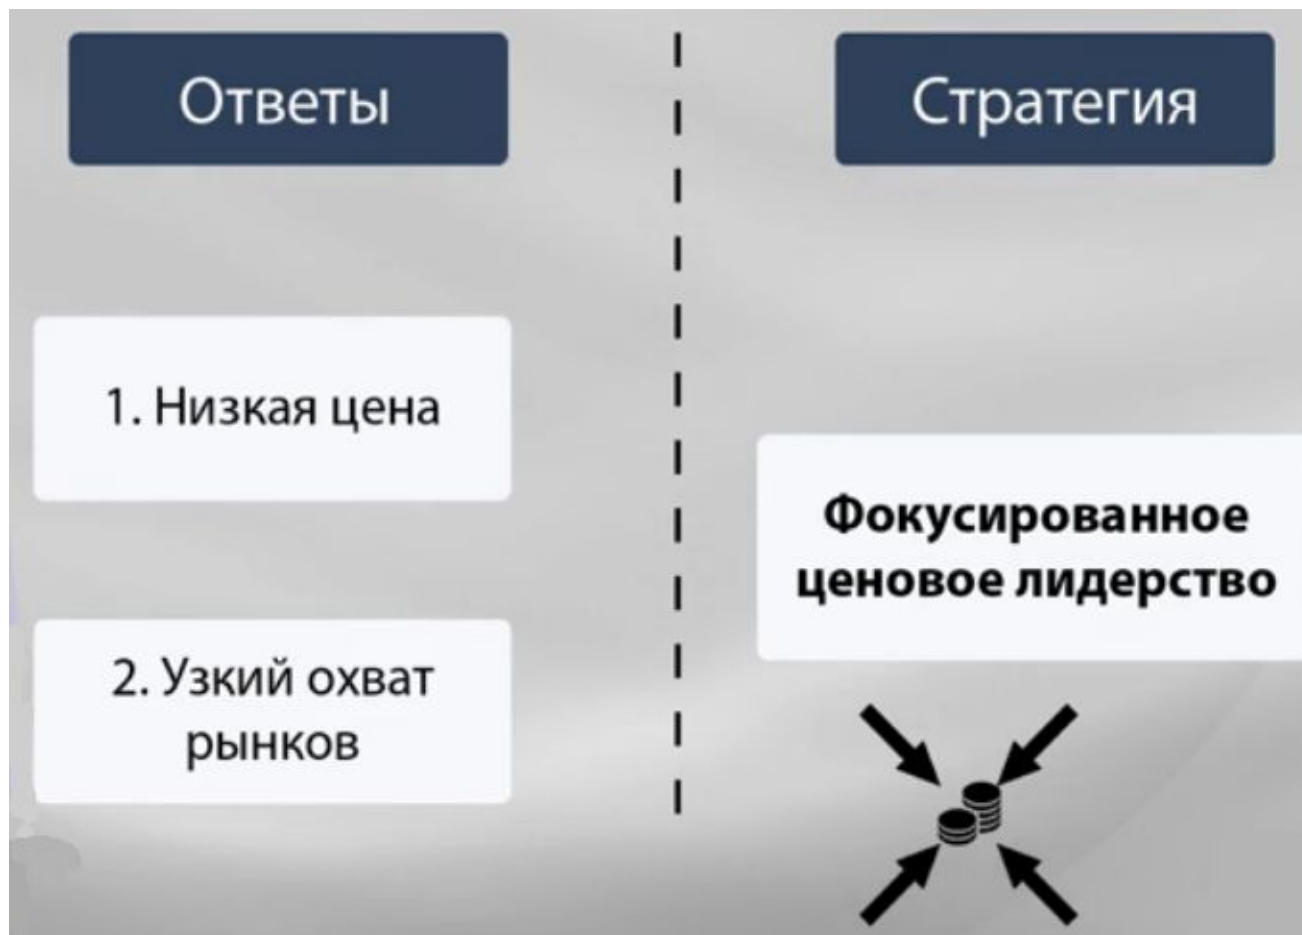 Ответы
Стратегия
1. Низкая цена
2. Узкий охват
рынков
Фокусированное
ценовое лидерство